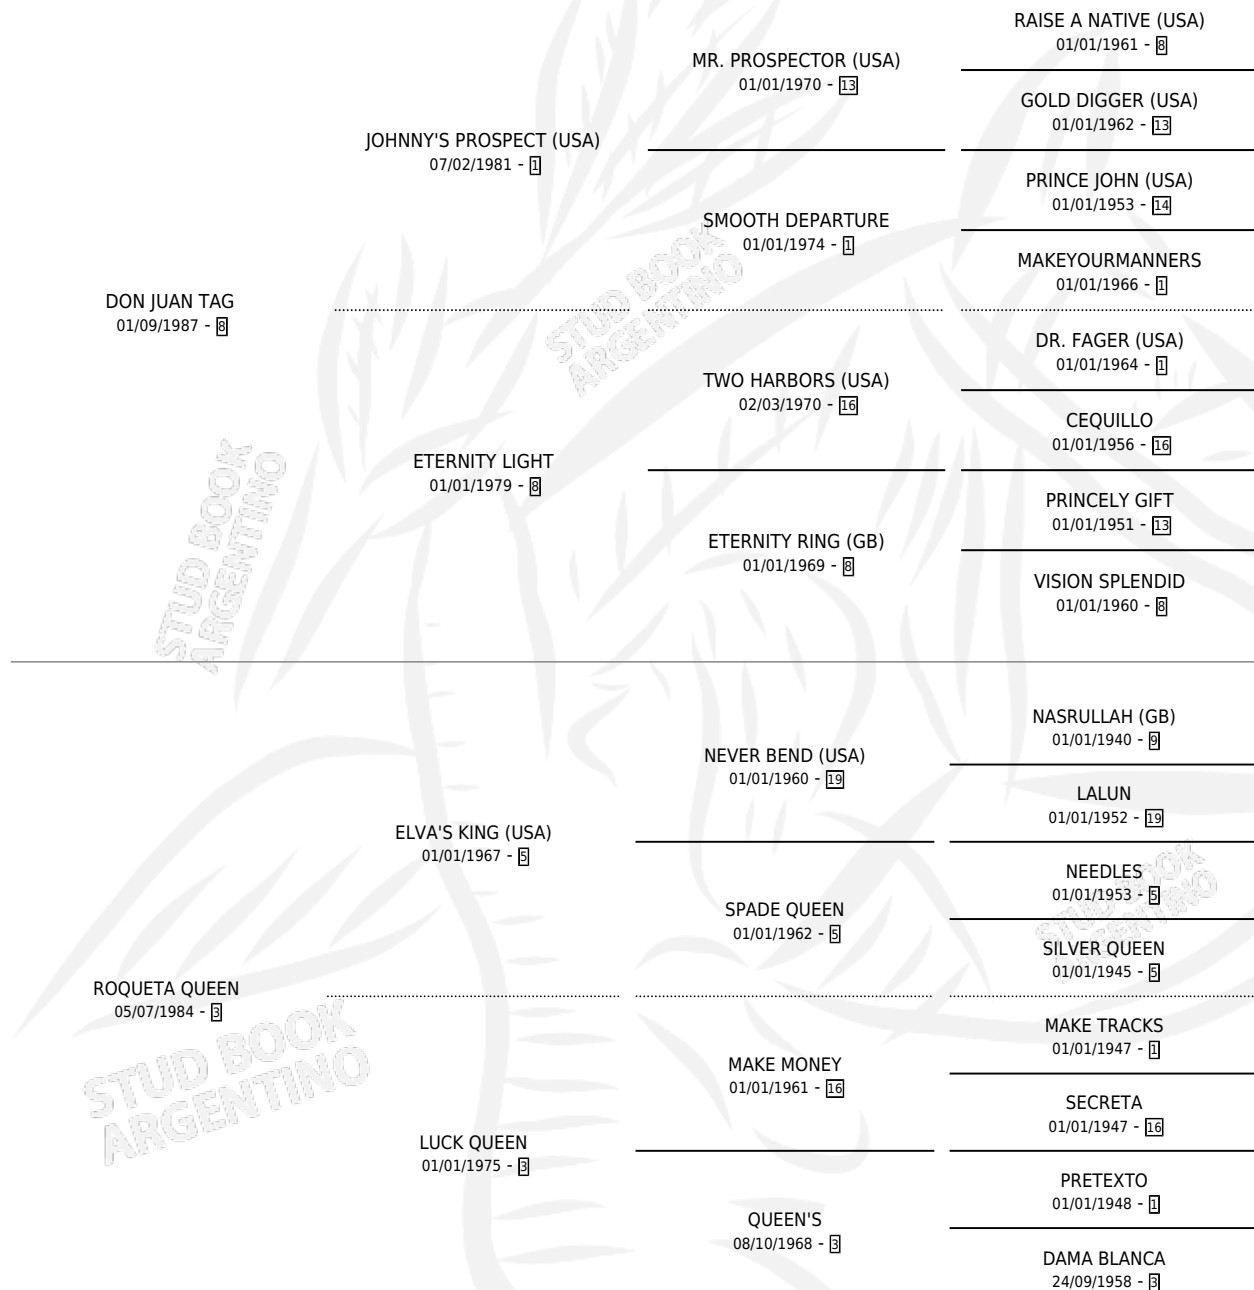 RAISE A NATIVE (USA)
01/01/1961 - 8
MR. PROSPECTOR (USA)
01/01/1970 - 13
GOLD DIGGER (USA)
01/01/1962 - 13
JOHNNY'S PROSPECT (USA)
07/02/1981 - 1
PRINCE JOHN (USA)
01/01/1953 - 14
SMOOTH DEPARTURE
01/01/1974 - 1
MAKEYOURMANNERS
01/01/1966 - 1
DON JUAN TAG
01/09/1987 - 8
DR. FAGER (USA)
01/01/1964 - 1
TWO HARBORS (USA)
02/03/1970 - 16
CEQUILLO
01/01/1956 - 16
ETERNITY LIGHT
01/01/1979 - 8
PRINCELY GIFT
01/01/1951 - 13
ETERNITY RING (GB)
01/01/1969 - 8
VISION SPLENDID
01/01/1960 - 8
NASRULLAH (GB)
01/01/1940 - 9
NEVER BEND (USA)
01/01/1960 - 19
LALUN
01/01/1952 - 19
ELVA'S KING (USA)
01/01/1967 - 5
NEEDLES
01/01/1953 - 5
SPADE QUEEN
01/01/1962 - 5
SILVER QUEEN
01/01/1945 - 5
ROQUETA QUEEN
05/07/1984 - 3
MAKE TRACKS
01/01/1947 - 1
MAKE MONEY
01/01/1961 - 16
SECRETA
01/01/1947 - 16
LUCK QUEEN
01/01/1975 - 3
PRETEXTO
01/01/1948 - 1
QUEEN'S
08/10/1968 - 3
DAMA BLANCA
24/09/1958 - 3
STUD BOOK
ARGENTINO
STUD BOOK
ARGENTINO
STUD BOOK
ARGENTINO
STUD BOOK
ARGENTINO